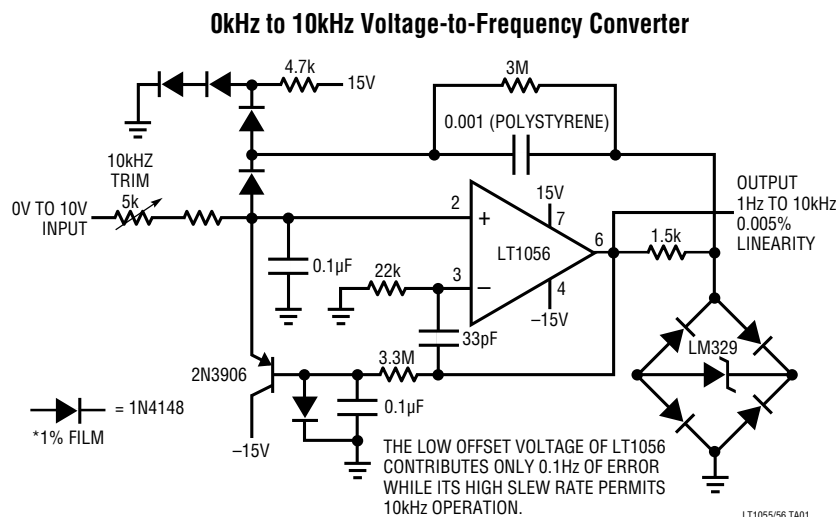 0kHz to 10kHz Voltage-to-Frequency Converter
4.7k
15V
3M
0.001 (POLYSTYRENE)
10kHZ
TRIM
5k
0V TO 10V
INPUT
2
+
15V
7
LT1056
6
OUTPUT
1Hz TO 10kHz
0.005%
LINEARITY
1.5k
0.1µF
22k
3
–
4
–15V
33pF
LM329
2N3906
3.3M
0.1µF
= 1N4148
*1% FILM
–15V
THE LOW OFFSET VOLTAGE OF LT1056
CONTRIBUTES ONLY 0.1Hz OF ERROR
WHILE ITS HIGH SLEW RATE PERMITS
10kHz OPERATION.
LT1055/56 TA01